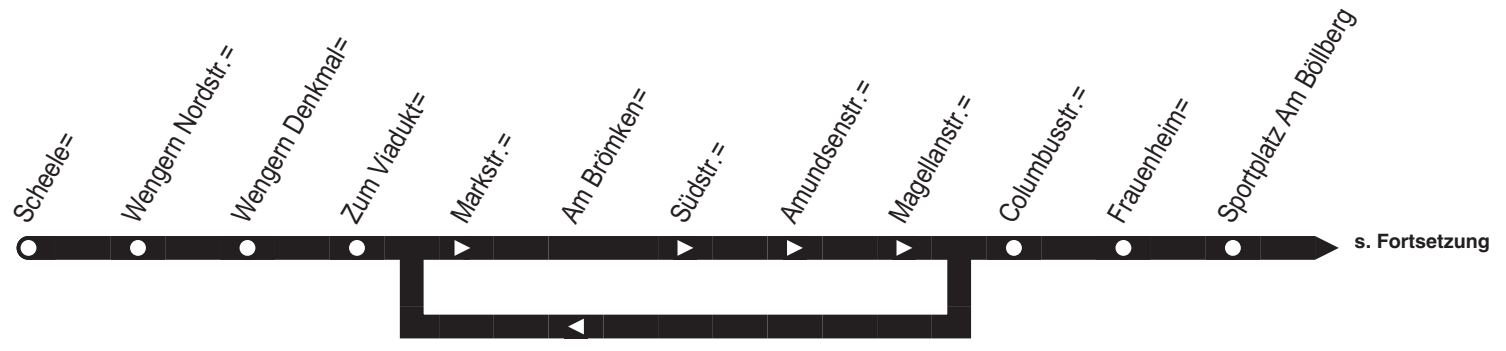 Scheele=
Wengern Nordstr.=
Wengern Denkmal=
Zum Viadukt=
Markstr.=
Am Brömken=
Südstr.=
Amundsenstr.=
Magellanstr.=
Columbusstr.=
Frauenheim=
Sportplatz Am Böllberg
s. Fortsetzung